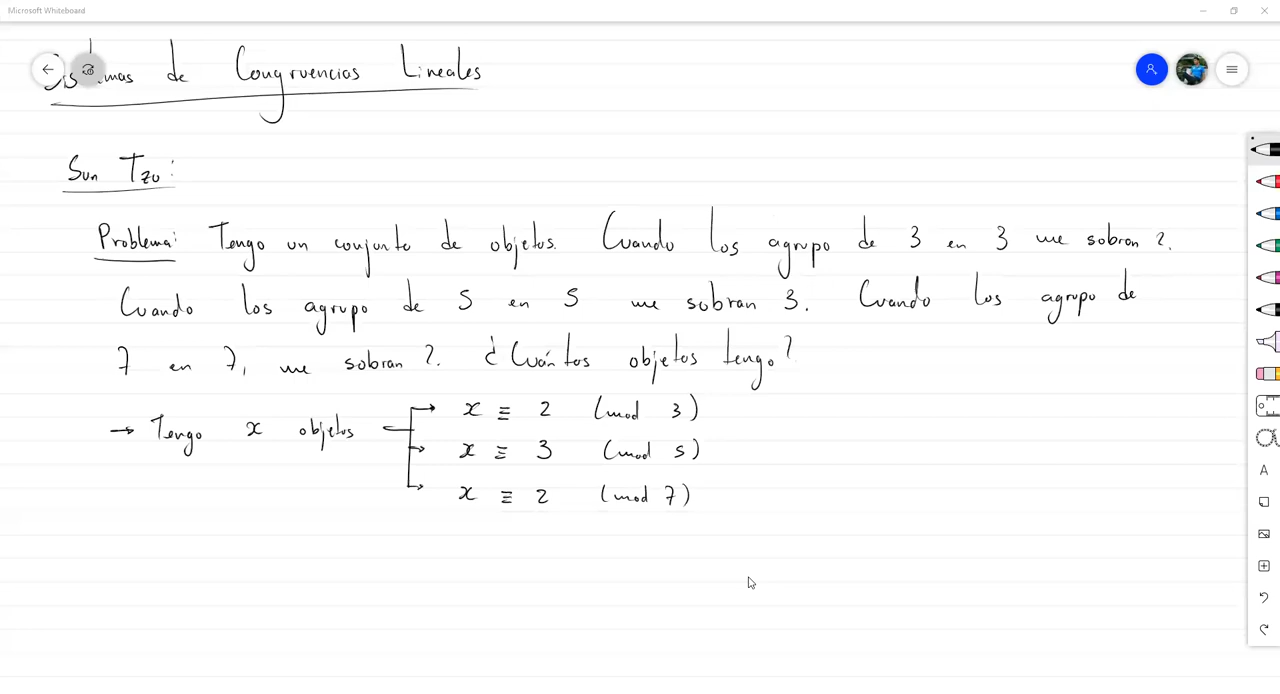 Microsoft Whiteboard
de Congruencias Lineales
Sun Tzu:
Problema: Tengo un conjunto de objetos. Cuando los agrupo de 3 en 3 me sobran 2.
Cuando los agrupo de 5 en 5 me sobran 3. Cuando los agrupo de
7 en 7, me sobran 2. ¿Cuántos objetos tengo?
→ Tengo x objetos
x ≡ 2 (mod 3)
x ≡ 3 (mod 5)
x ≡ 2 (mod 7)
A